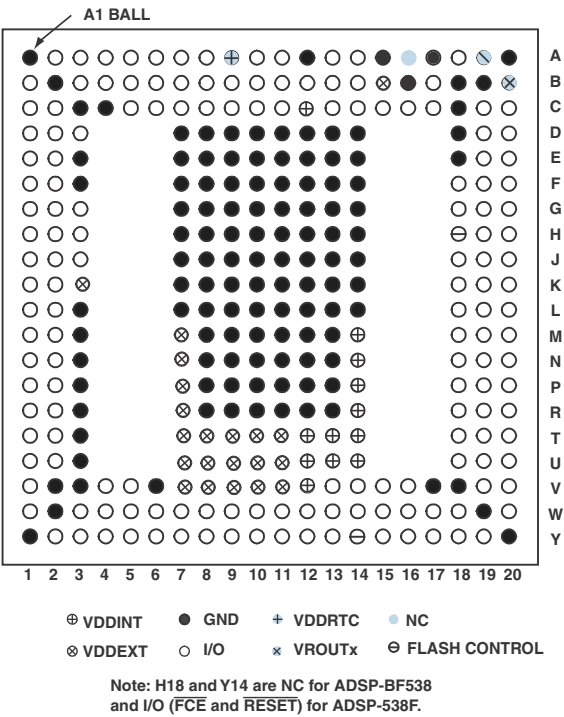 A1 BALL
A
B
C
D
E
F
G
H
J
K
L
M
N
P
R
T
U
V
W
Y
1 2 3 4 5 6 7 8 9 10 11 12 13 14 15 16 17 18 19 20
VDDINT GND VDDRTC NC
VDDEXT I/O VROUTx FLASH CONTROL
Note: H18 and Y14 are NC for ADSP-BF538
and I/O (FCE and RESET) for ADSP-538F.